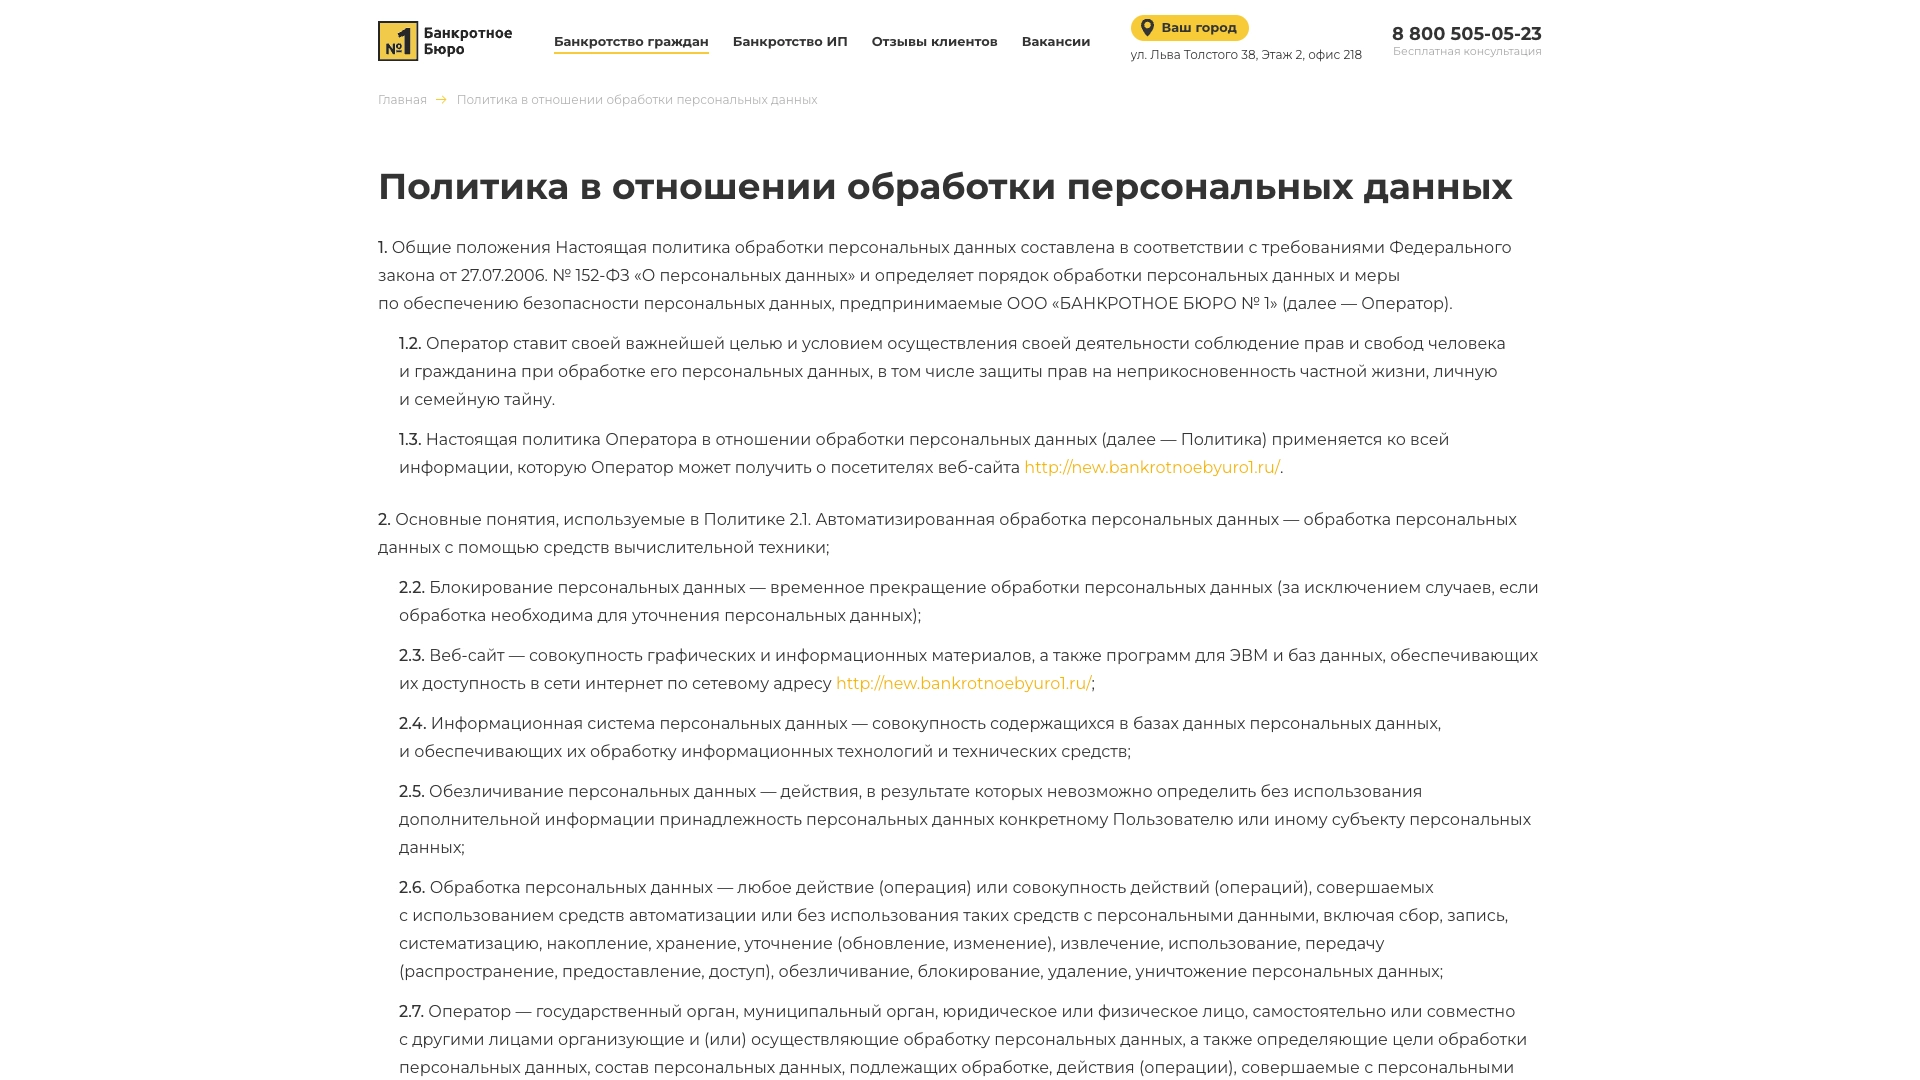 №1 Банкротное
Бюро
Банкротство граждан
Банкротство ИП
Отзывы клиентов
Вакансии
Ваш город
ул. Льва Толстого 38, Этаж 2, офис 218
8 800 505-05-23
Бесплатная консультация
Главная → Политика в отношении обработки персональных данных
Политика в отношении обработки персональных данных
1. Общие положения Настоящая политика обработки персональных данных составлена в соответствии с требованиями Федерального
закона от 27.07.2006. № 152-ФЗ «О персональных данных» и определяет порядок обработки персональных данных и меры
по обеспечению безопасности персональных данных, предпринимаемые ООО «БАНКРОТНОЕ БЮРО № 1» (далее — Оператор).
1.2. Оператор ставит своей важнейшей целью и условием осуществления своей деятельности соблюдение прав и свобод человека
и гражданина при обработке его персональных данных, в том числе защиты прав на неприкосновенность частной жизни, личную
и семейную тайну.
1.3. Настоящая политика Оператора в отношении обработки персональных данных (далее — Политика) применяется ко всей
информации, которую Оператор может получить о посетителях веб-сайта http://new.bankrotnoebyuro1.ru/.
2. Основные понятия, используемые в Политике 2.1. Автоматизированная обработка персональных данных — обработка персональных
данных с помощью средств вычислительной техники;
2.2. Блокирование персональных данных — временное прекращение обработки персональных данных (за исключением случаев, если
обработка необходима для уточнения персональных данных);
2.3. Веб-сайт — совокупность графических и информационных материалов, а также программ для ЭВМ и баз данных, обеспечивающих
их доступность в сети интернет по сетевому адресу http://new.bankrotnoebyuro1.ru/;
2.4. Информационная система персональных данных — совокупность содержащихся в базах данных персональных данных,
и обеспечивающих их обработку информационных технологий и технических средств;
2.5. Обезличивание персональных данных — действия, в результате которых невозможно определить без использования
дополнительной информации принадлежность персональных данных конкретному Пользователю или иному субъекту персональных
данных;
2.6. Обработка персональных данных — любое действие (операция) или совокупность действий (операций), совершаемых
с использованием средств автоматизации или без использования таких средств с персональными данными, включая сбор, запись,
систематизацию, накопление, хранение, уточнение (обновление, изменение), извлечение, использование, передачу
(распространение, предоставление, доступ), обезличивание, блокирование, удаление, уничтожение персональных данных;
2.7. Оператор — государственный орган, муниципальный орган, юридическое или физическое лицо, самостоятельно или совместно
с другими лицами организующие и (или) осуществляющие обработку персональных данных, а также определяющие цели обработки
персональных данных, состав персональных данных, подлежащих обработке, действия (операции), совершаемые с персональными